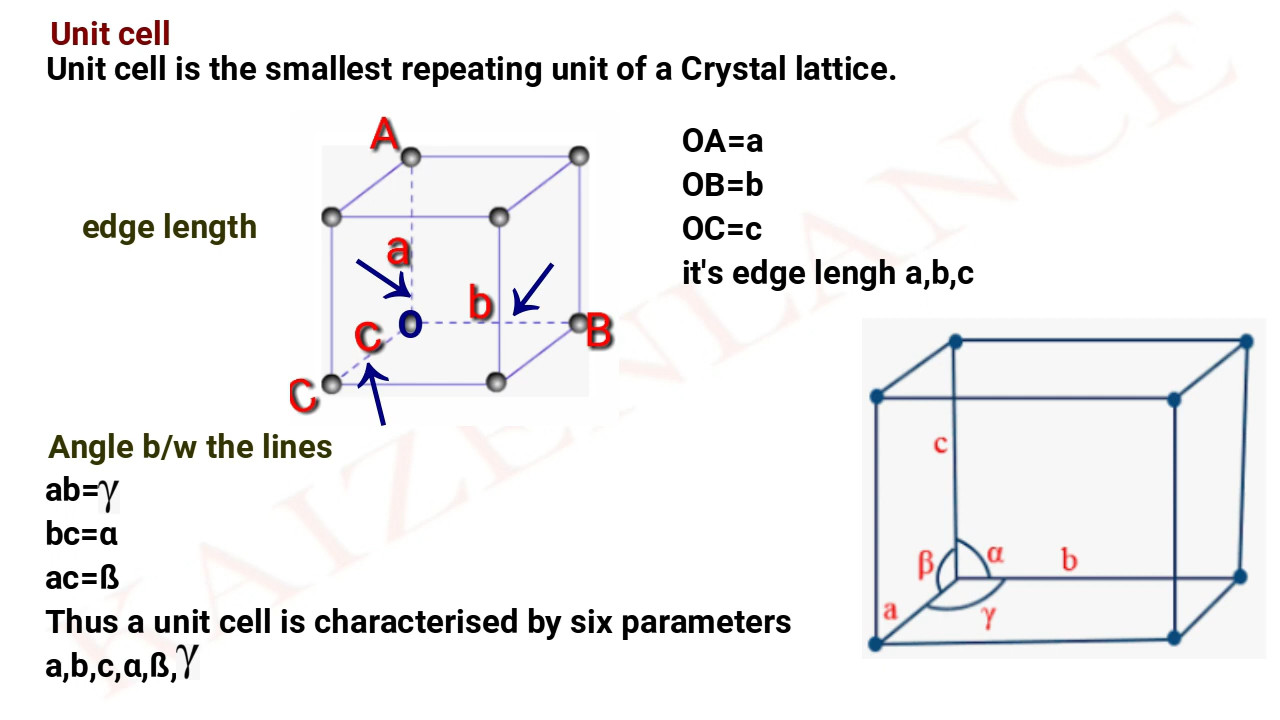 Unit cell
Unit cell is the smallest repeating unit of a Crystal lattice.
A
OA=a
OB=b
edge length
OC=c
a
it's edge lengh a,b,c
b
c
O
B
C
Angle b/w the lines
ab=γ
bc=α
ac=ß
Thus a unit cell is characterised by six parameters
a,b,c,α,ß,γ
c
β
α
b
a
γ
KAIZENLANCE